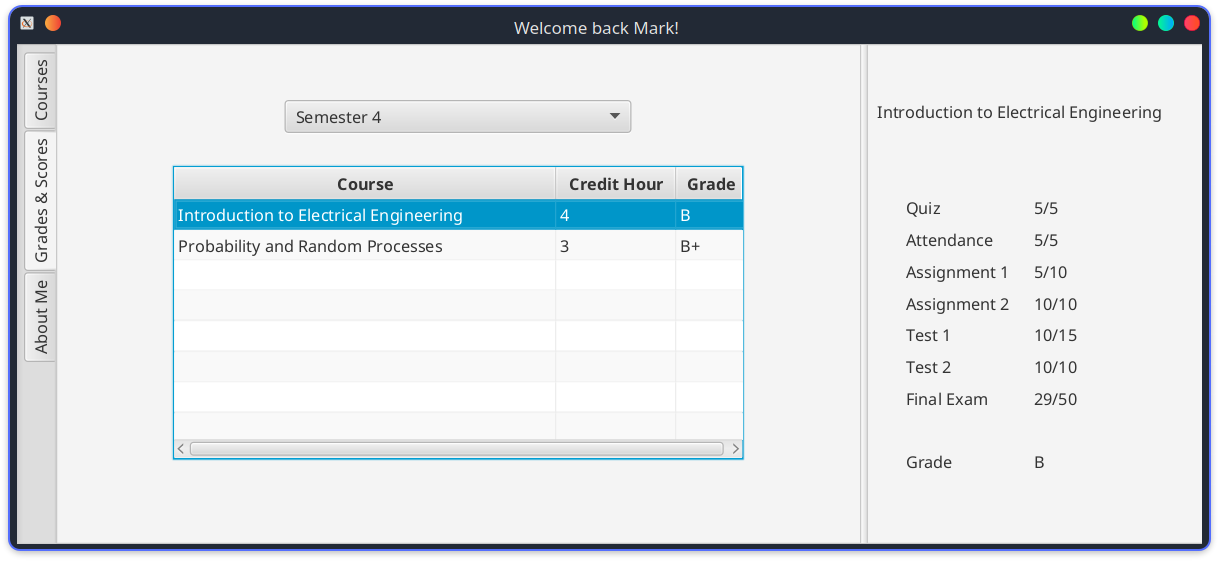 Welcome back Mark!
Courses
Grades & Scores
About Me
Semester 4
Course Credit Hour Grade
Introduction to Electrical Engineering 4 B
Probability and Random Processes 3 B+
Introduction to Electrical Engineering
Quiz 5/5
Attendance 5/5
Assignment 1 5/10
Assignment 2 10/10
Test 1 10/15
Test 2 10/10
Final Exam 29/50
Grade B